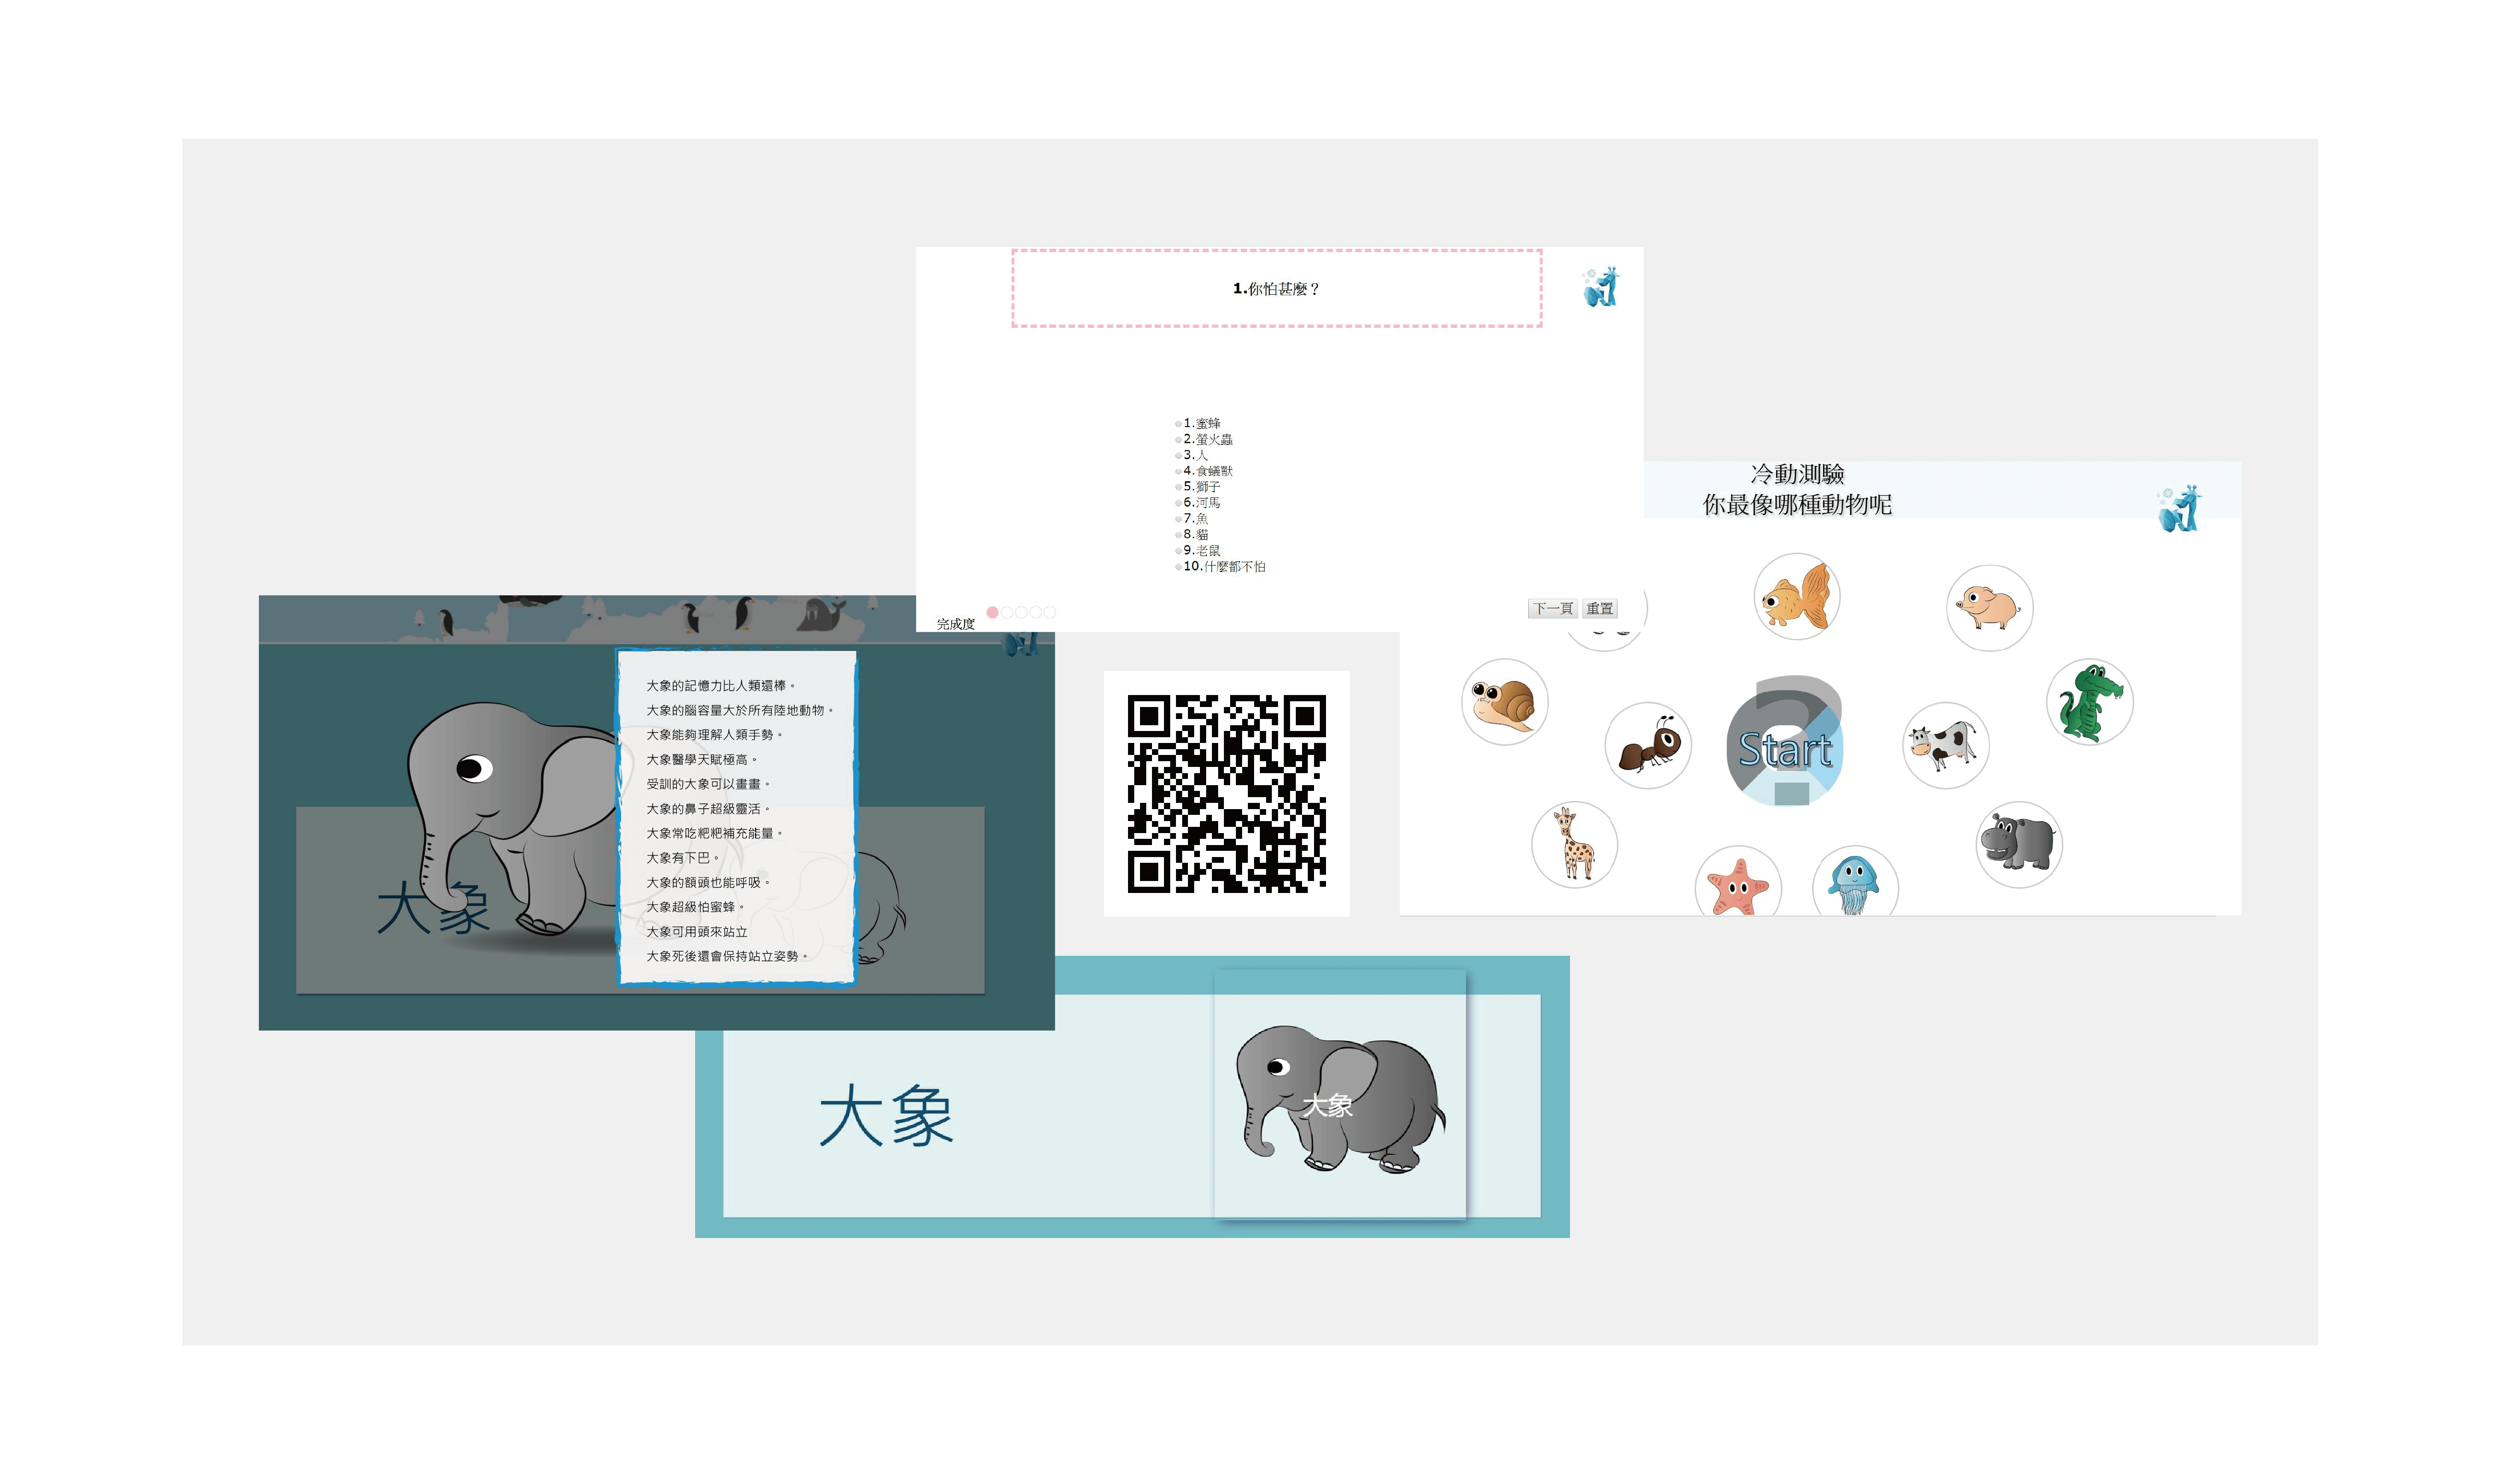 1.你怕甚麼？
1.蜜蜂
2.螢火蟲
3.人
4.食蟻獸
5.獅子
6.河馬
7.魚
8.貓
9.老鼠
10.什麼都不怕
完成度
下一頁 重置
冷動測驗
你最像哪種動物呢
Start
大象
大象的記憶力比人類還棒。
大象的腦容量大於所有陸地動物。
大象能夠理解人類手勢。
大象醫學天賦極高。
受訓的大象可以畫畫。
大象的鼻子超級靈活。
大象常吃粑粑補充能量。
大象有下巴。
大象的額頭也能呼吸。
大象超級怕蜜蜂。
大象可用頭來站立
大象死後還會保持站立姿勢。
大象
大象